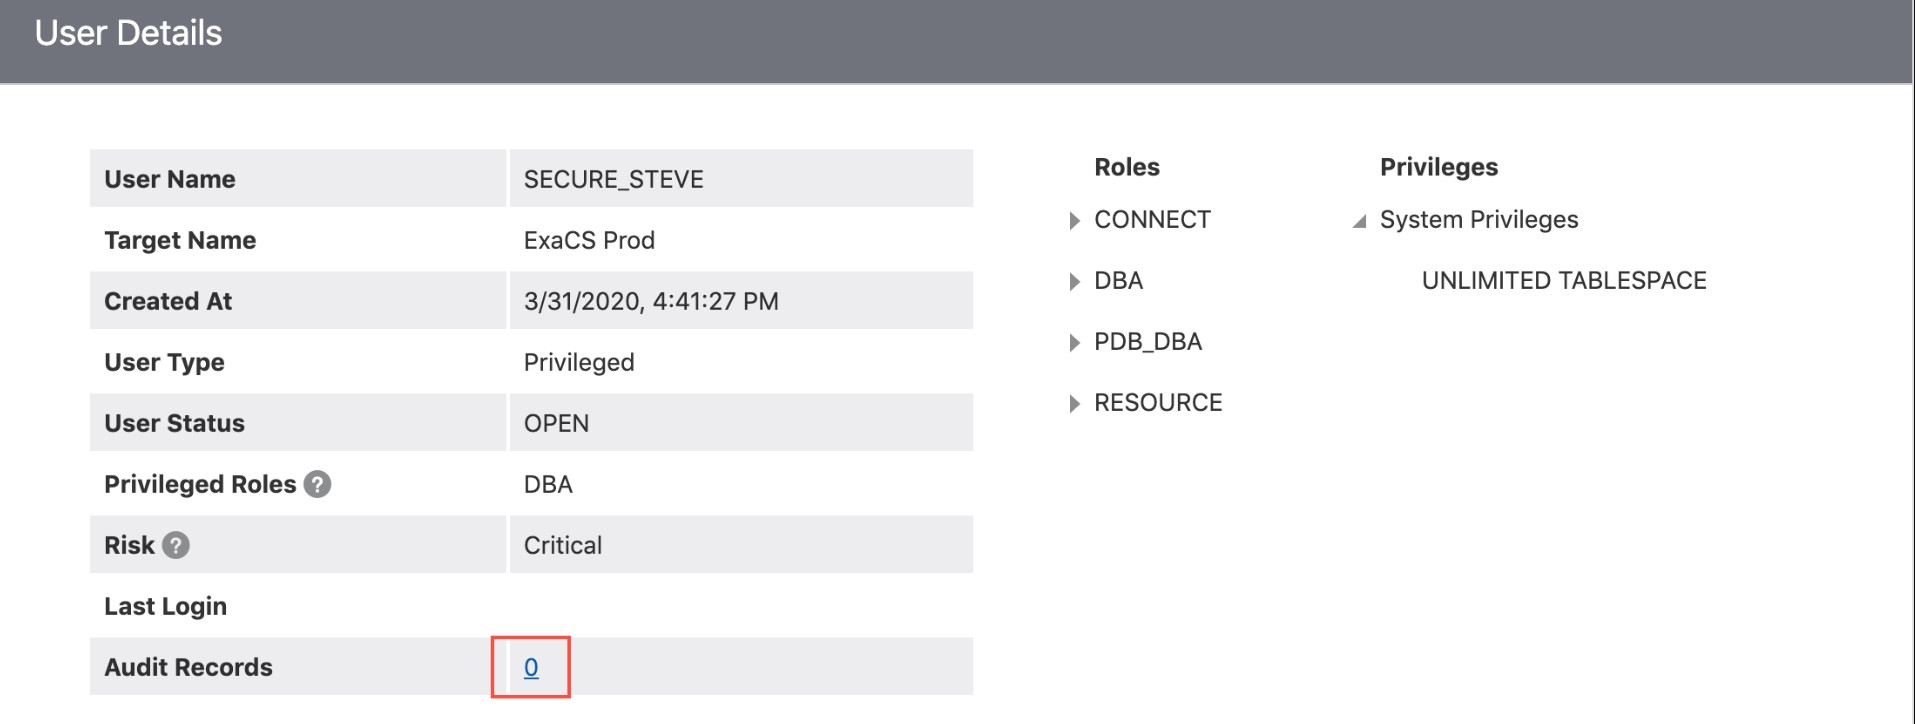 User Details
User Name SECURE_STEVE
Target Name ExaCS Prod
Created At 3/31/2020, 4:41:27 PM
User Type Privileged
User Status OPEN
Privileged Roles ? DBA
Risk ? Critical
Last Login
Audit Records 0
Roles
CONNECT
DBA
PDB_DBA
RESOURCE
Privileges
System Privileges
UNLIMITED TABLESPACE